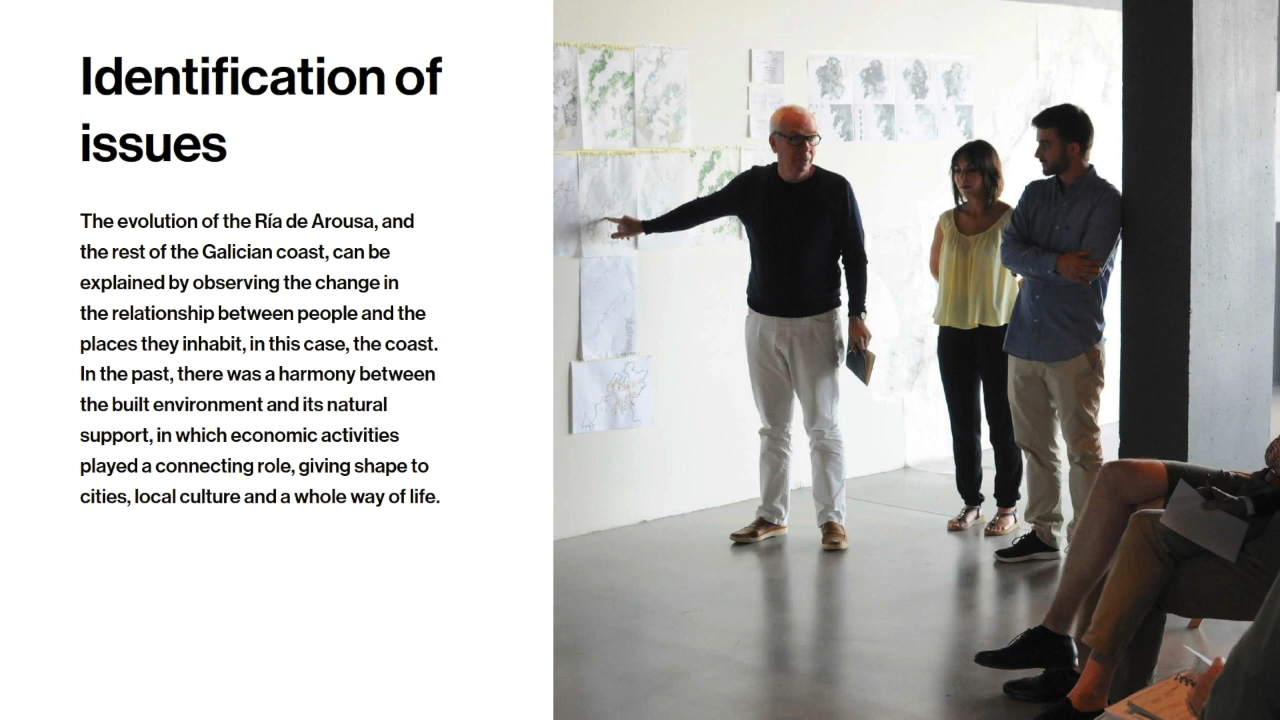 Identification of
issues
The evolution of the Ría de Arousa, and
the rest of the Galician coast, can be
explained by observing the change in
the relationship between people and the
places they inhabit, in this case, the coast.
In the past, there was a harmony between
the built environment and its natural
support, in which economic activities
played a connecting role, giving shape to
cities, local culture and a whole way of life.